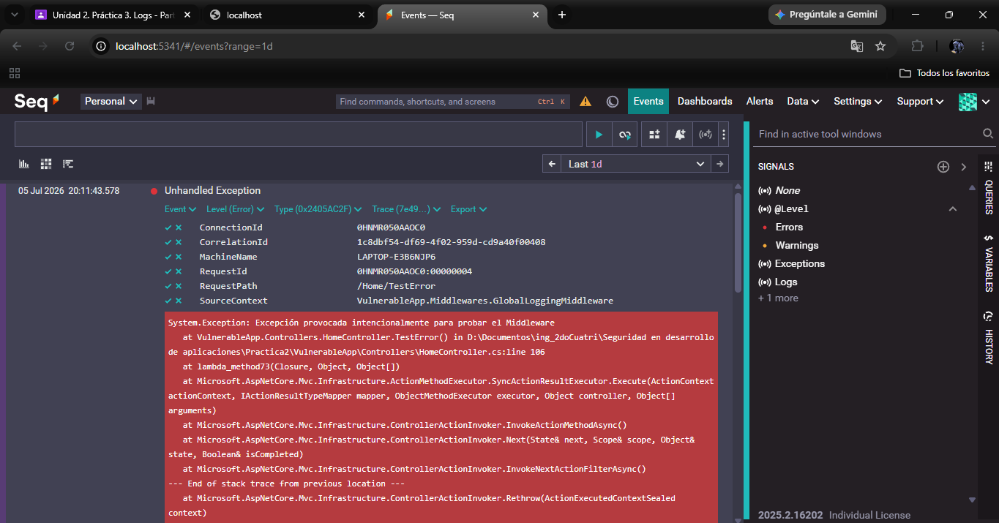 Unidad 2. Práctica 3. Logs - Part
localhost
Events — Seq
Pregúntale a Gemini
localhost:5341/#/events?range=1d
Todos los favoritos
Seq
Personal
Find commands, shortcuts, and screens Ctrl K
Events
Dashboards
Alerts
Data
Settings
Support
Last 1d
Find in active tool windows
05 Jul 2026 20:11:43.578 Unhandled Exception
Event Level (Error) Type (0x2405AC2F) Trace (7e49...) Export
ConnectionId 0HNMR050AAOC0
CorrelationId 1c8dbf54-df69-4f02-959d-cd9a40f00408
MachineName LAPTOP-E3B6NJP6
RequestId 0HNMR050AAOC0:00000004
RequestPath /Home/TestError
SourceContext VulnerableApp.Middlewares.GlobalLoggingMiddleware
System.Exception: Excepción provocada intencionalmente para probar el Middleware
at VulnerableApp.Controllers.HomeController.TestError() in D:\Documentos\ing_2doCuatri\Seguridad en desarrollo
de aplicaciones\Practica2\VulnerableApp\Controllers\HomeController.cs:line 106
at lambda_method73(Closure, Object, Object[])
at Microsoft.AspNetCore.Mvc.Infrastructure.ActionMethodExecutor.SyncActionResultExecutor.Execute(ActionContext
actionContext, IActionResultTypeMapper mapper, ObjectMethodExecutor executor, Object controller, Object[]
arguments)
at Microsoft.AspNetCore.Mvc.Infrastructure.ControllerActionInvoker.InvokeActionMethodAsync()
at Microsoft.AspNetCore.Mvc.Infrastructure.ControllerActionInvoker.Next(State& next, Scope& scope, Object&
state, Boolean& isCompleted)
at Microsoft.AspNetCore.Mvc.Infrastructure.ControllerActionInvoker.InvokeNextActionFilterAsync()
--- End of stack trace from previous location ---
at Microsoft.AspNetCore.Mvc.Infrastructure.ControllerActionInvoker.Rethrow(ActionExecutedContextSealed
context)
SIGNALS
None
@Level
Errors
Warnings
Exceptions
Logs
+ 1 more
2025.2.16202 Individual License
QUERIES
VARIABLES
HISTORY